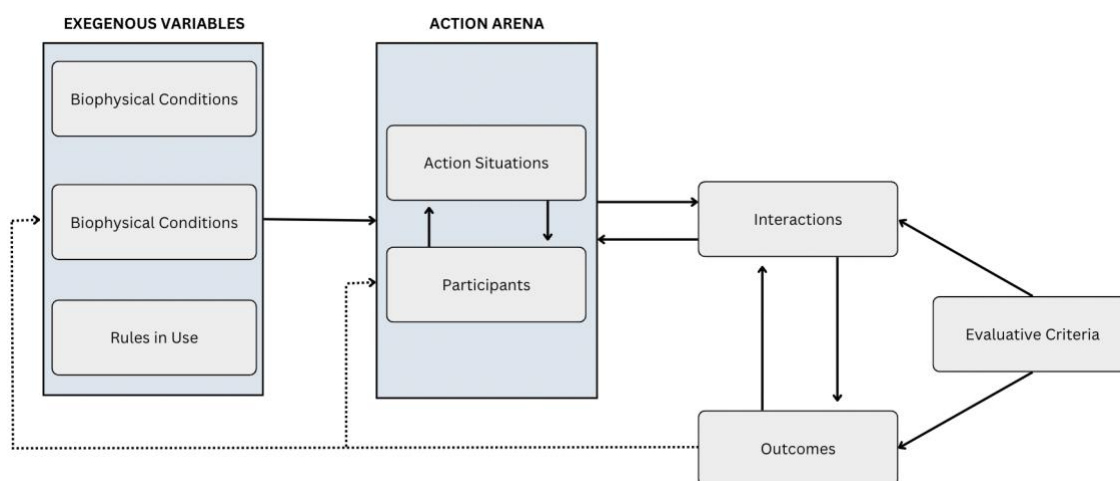 EXEGENOUS VARIABLES
ACTION ARENA
Biophysical Conditions
Biophysical Conditions
Rules in Use
Action Situations
Participants
Interactions
Evaluative Criteria
Outcomes